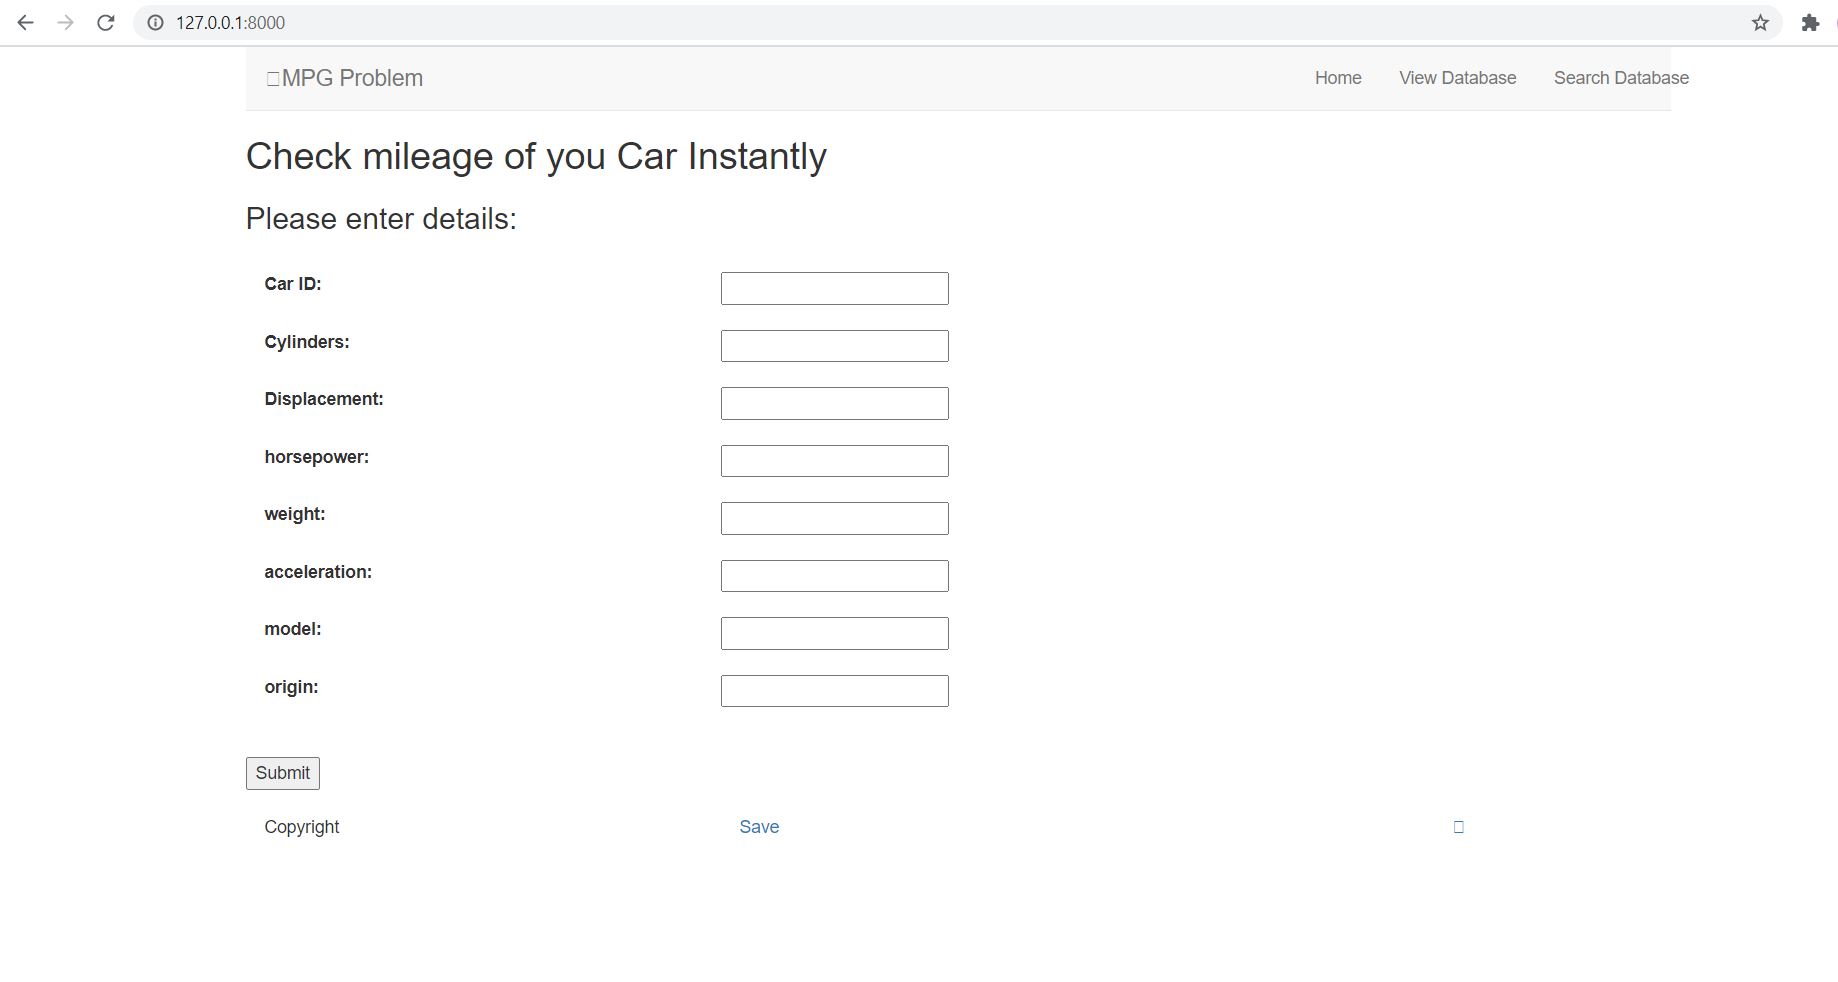 127.0.0.1:8000
MPG Problem Home View Database Search Database
Check mileage of you Car Instantly
Please enter details:
Car ID:
Cylinders:
Displacement:
horsepower:
weight:
acceleration:
model:
origin:
Submit
Copyright Save